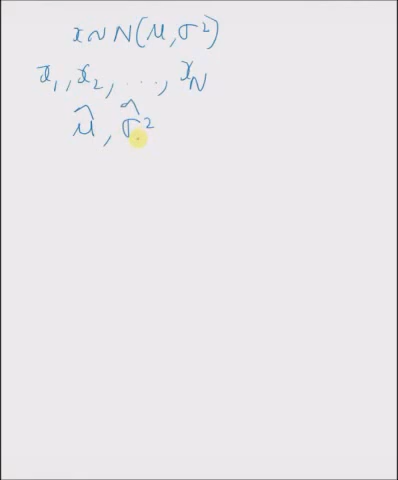 x ~ N(μ, σ²)
x₁, x₂, ..., x_N
μ̂, σ̂²